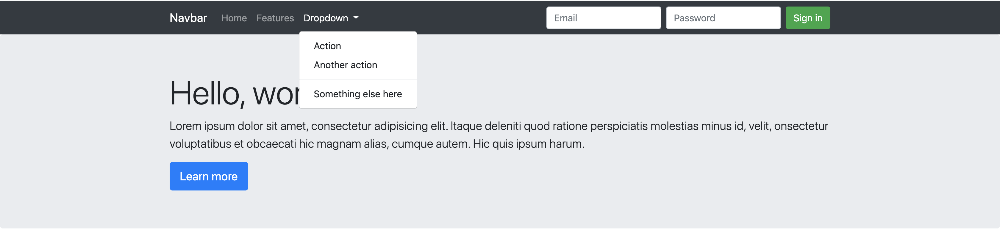 Navbar Home Features Dropdown Email Password Sign in
Action
Another action
Something else here
Hello, wor
Lorem ipsum dolor sit amet, consectetur adipisicing elit. Itaque deleniti quod ratione perspiciatis molestias minus id, velit, onsectetur
voluptatibus et obcaecati hic magnam alias, cumque autem. Hic quis ipsum harum.
Learn more